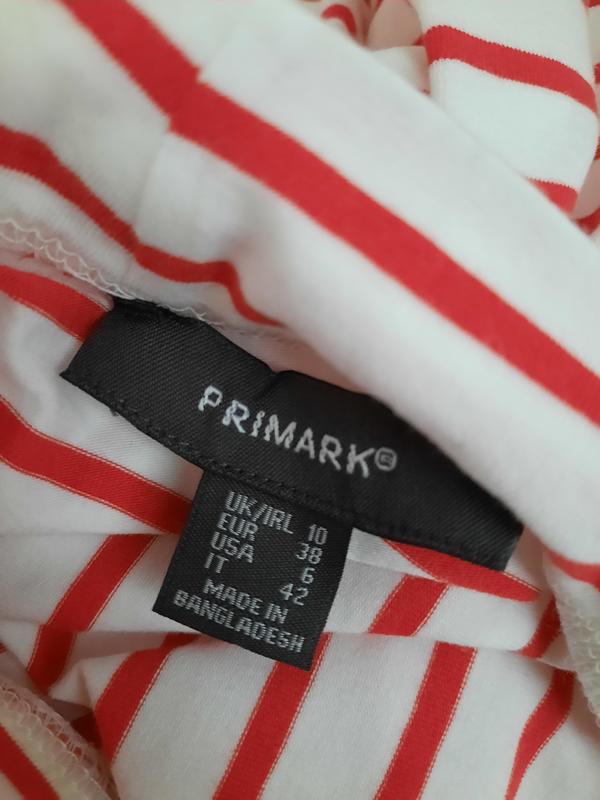 PRIMARK®
UK/IRL 10
EUR 38
USA 6
IT 42
MADE IN
BANGLADESH